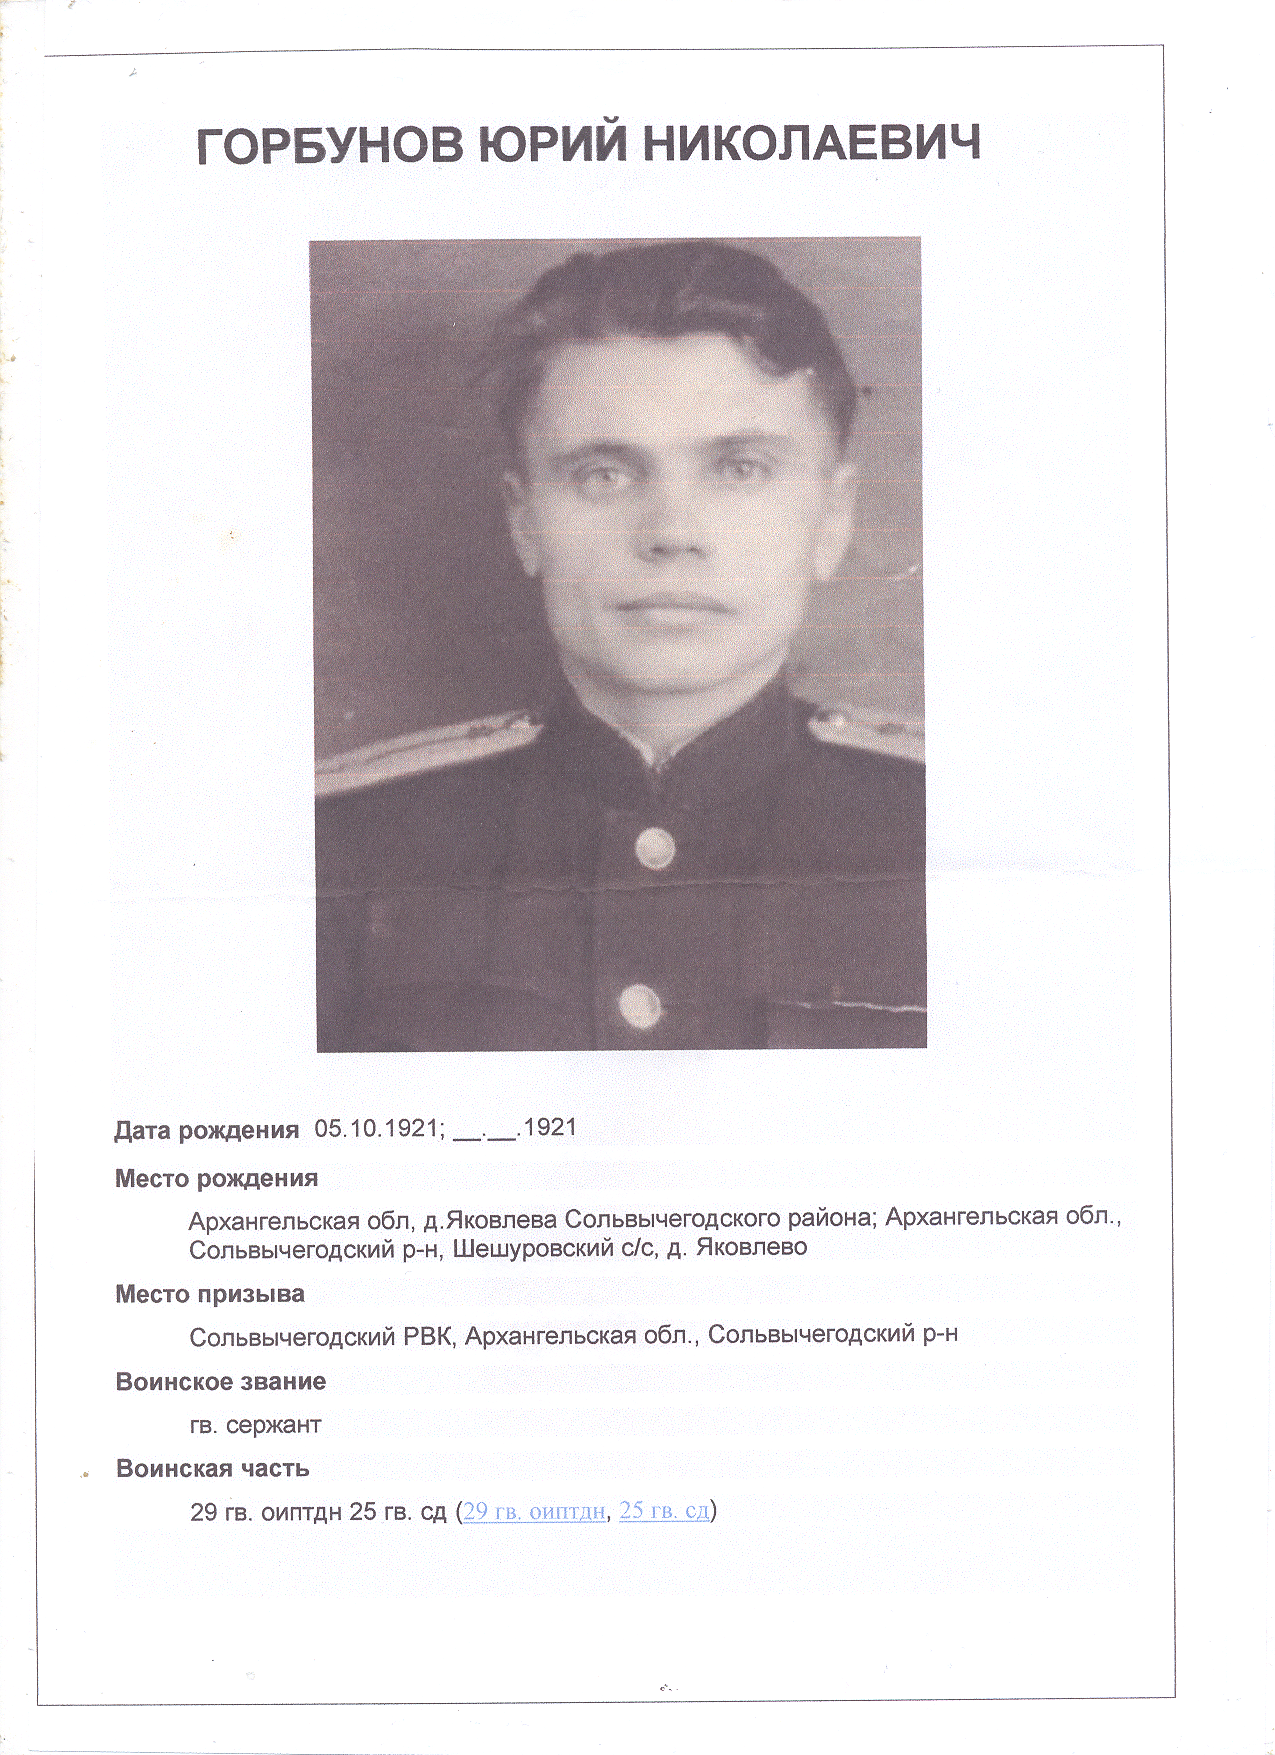 ГОРБУНОВ ЮРИЙ НИКОЛАЕВИЧ
Дата рождения 05.10.1921; __.__.1921
Место рождения
Архангельская обл, д.Яковлева Сольвычегодского района; Архангельская обл.,
Сольвычегодский р-н, Шешуровский с/с, д. Яковлево
Место призыва
Сольвычегодский РВК, Архангельская обл., Сольвычегодский р-н
Воинское звание
гв. сержант
Воинская часть
29 гв. оиптдн 25 гв. сд (29 гв. оиптдн, 25 гв. сд)